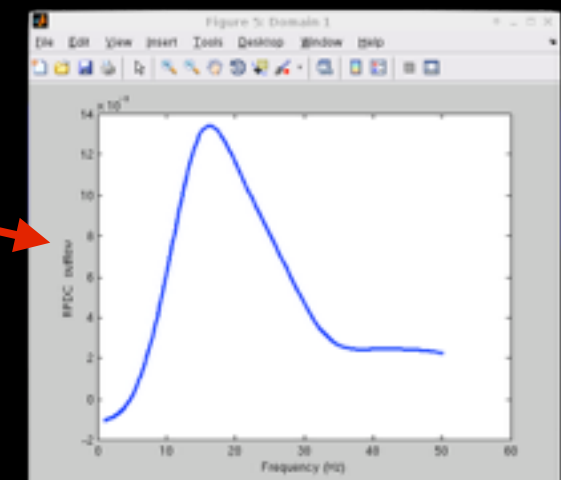 Figure 5: Domain 1
File Edit View Insert Tools Desktop Window Help
14
12
10
8
6
4
2
0
-2
RPDC outflow
0 10 20 30 40 50 60
Frequency (Hz)